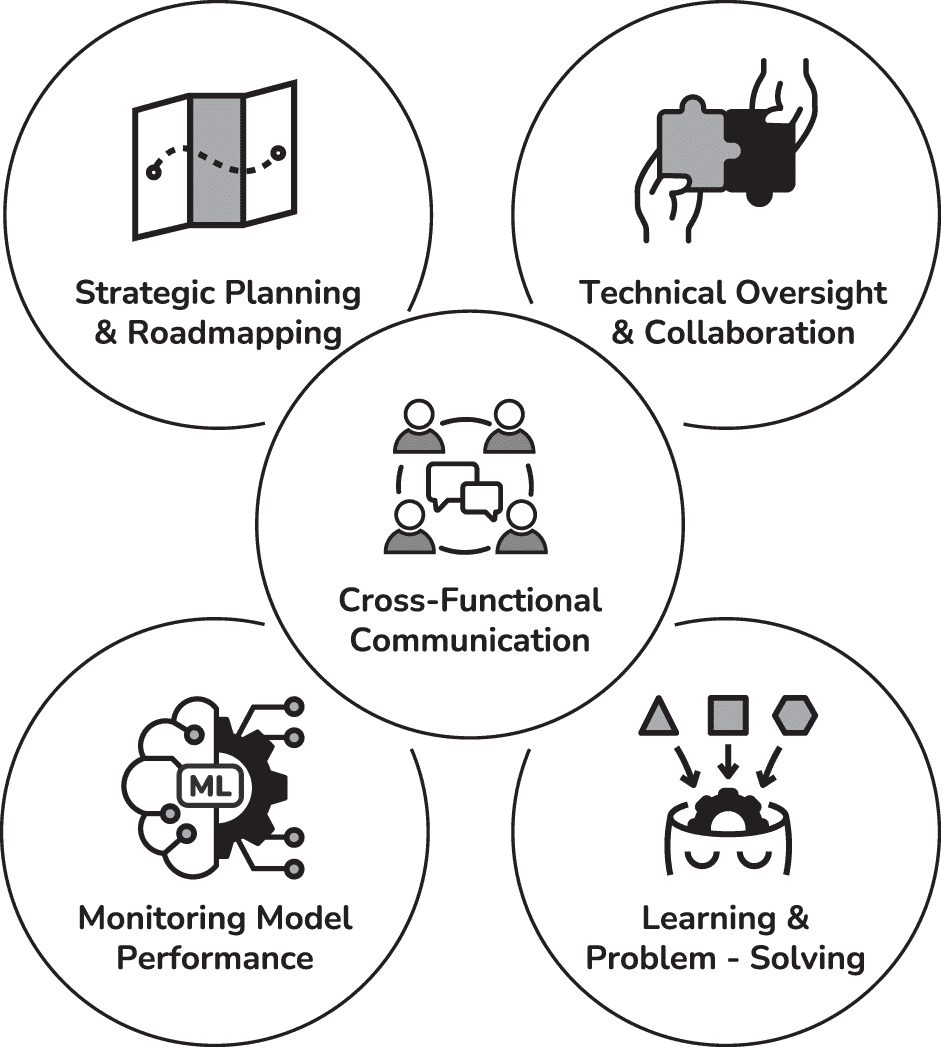 Strategic Planning
& Roadmapping
Technical Oversight
& Collaboration
Cross-Functional
Communication
ML
Monitoring Model
Performance
Learning &
Problem - Solving